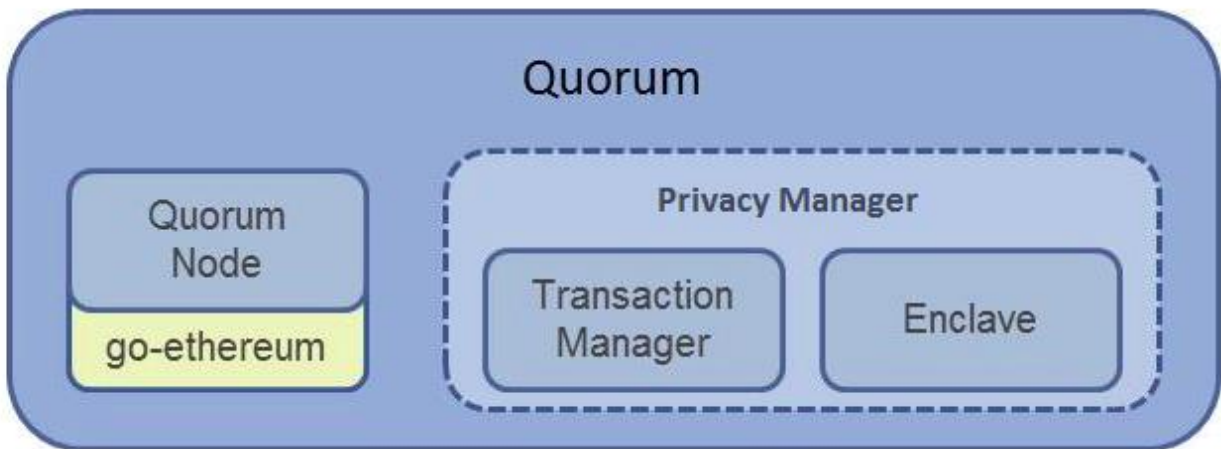 Quorum
Privacy Manager
Quorum
Node
go-ethereum
Transaction
Manager
Enclave